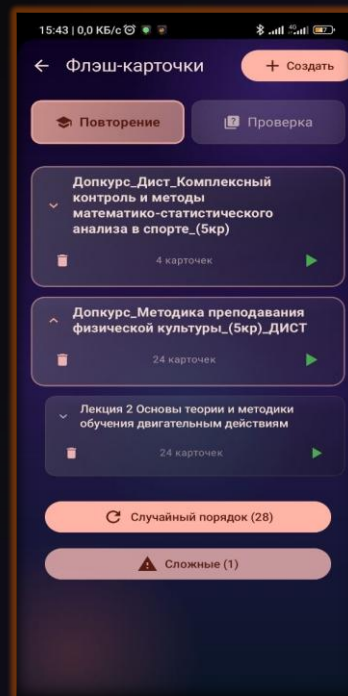 15:43 | 0,0 КБ/с
4G
← Флэш-карточки
+ Создать
Повторение
Проверка
Допкурс_Дист_Комплексный
контроль и методы
математико-статистического
анализа в спорте_(5кр)
4 карточек
Допкурс_Методика преподавания
физической культуры_(5кр)_ДИСТ
24 карточек
Лекция 2 Основы теории и методики
обучения двигательным действиям
24 карточек
Случайный порядок (28)
Сложные (1)